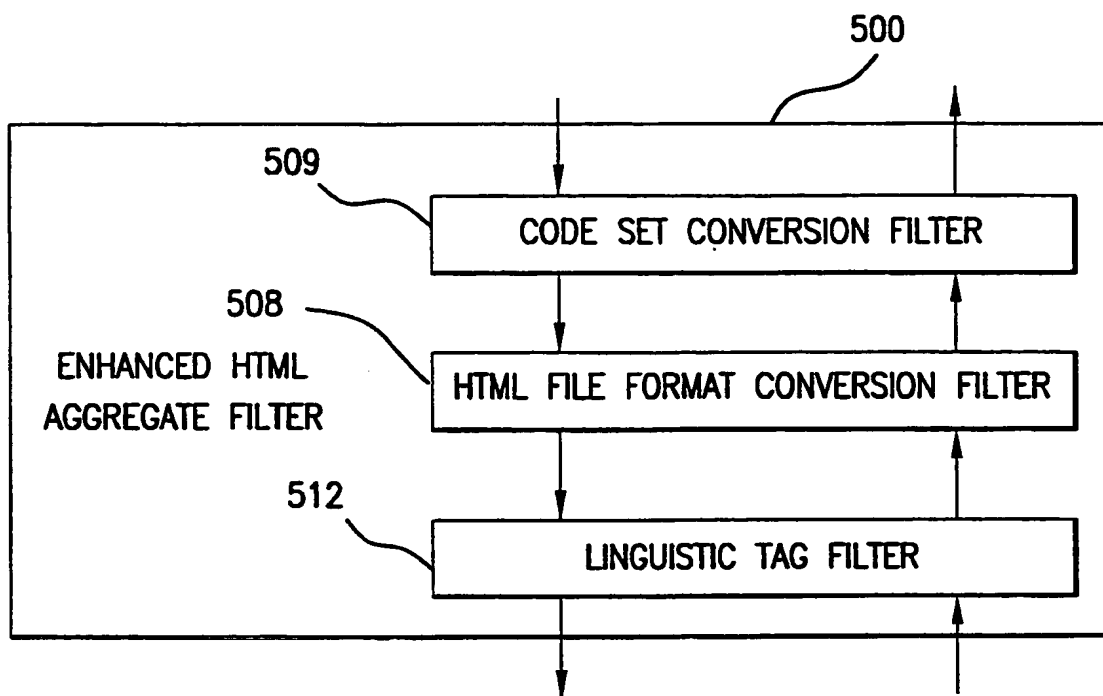 500
509
CODE SET CONVERSION FILTER
508
ENHANCED HTML
AGGREGATE FILTER
HTML FILE FORMAT CONVERSION FILTER
512
LINGUISTIC TAG FILTER